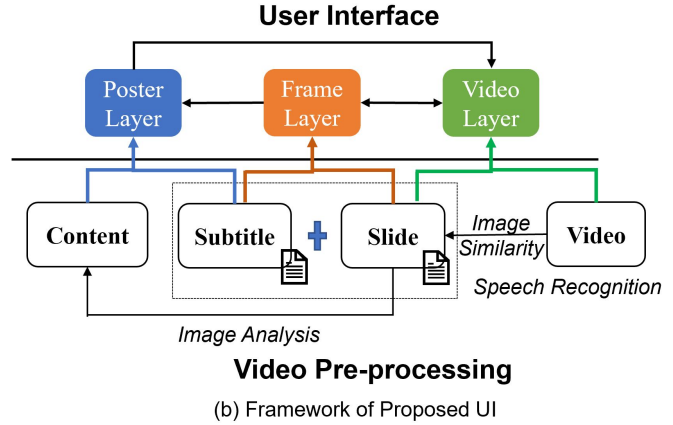 User Interface
Poster
Layer
Frame
Layer
Video
Layer
Content
Subtitle
Slide
Image
Similarity
Video
Speech Recognition
Image Analysis
Video Pre-processing
(b) Framework of Proposed UI